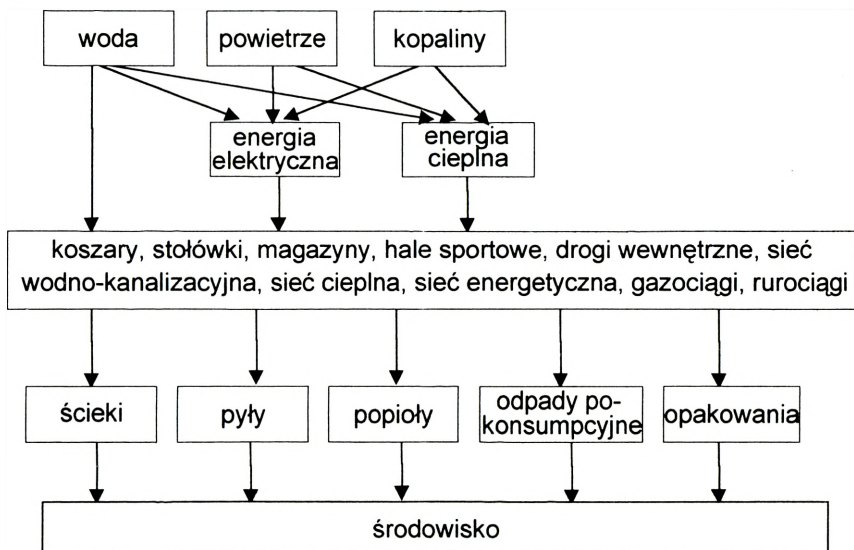 woda
powietrze
kopaliny
energia
elektryczna
energia
cieplna
koszary, stołówki, magazyny, hale sportowe, drogi wewnętrzne, sieć
wodno-kanalizacyjna, sieć cieplna, sieć energetyczna, gazociągi, rurociągi
ścieki
pyły
popioły
odpady po-
konsumpcyjne
opakowania
środowisko